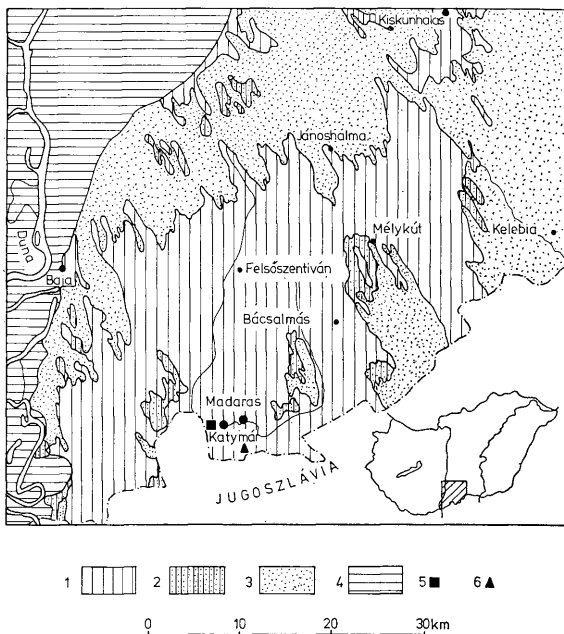 Kiskunhalas
Jánoshalma
Mélykút
Kelebia
Duna
Baja
Felsőszentiván
Bácsalmás
Madaras
Katymár
JUGOSZLÁVIA
1 2 3 4 5 6
0 10 20 30km